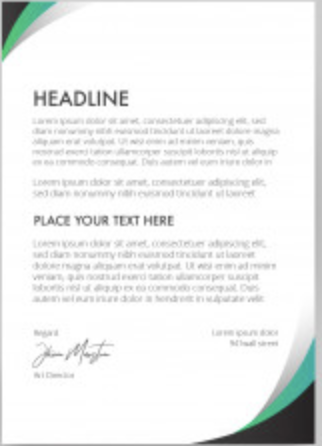 HEADLINE
Lorem ipsum dolor sit amet, consectetuer adipiscing elit, sed
diam nonummy nibh euismod tincidunt ut laoreet dolore magna
aliquam erat volutpat. Ut wisi enim ad minim veniam, quis
nostrud exerci tation ullamcorper suscipit lobortis nisl ut aliquip
ex ea commodo consequat. Duis autem vel eum iriure dolor in
Lorem ipsum dolor sit amet, consectetuer adipiscing elit,
sed diam nonummy nibh euismod tincidunt ut laoreet
PLACE YOUR TEXT HERE
Lorem ipsum dolor sit amet, consectetuer adipiscing elit,
sed diam nonummy nibh euismod tincidunt ut laoreet
dolore magna aliquam erat volutpat. Ut wisi enim ad minim
veniam, quis nostrud exerci tation ullamcorper suscipit
lobortis nisl ut aliquip ex ea commodo consequat. Duis
autem vel eum iriure dolor in hendrerit in vulputate velit
Regard
Lorem ipsum dolor
Art Director